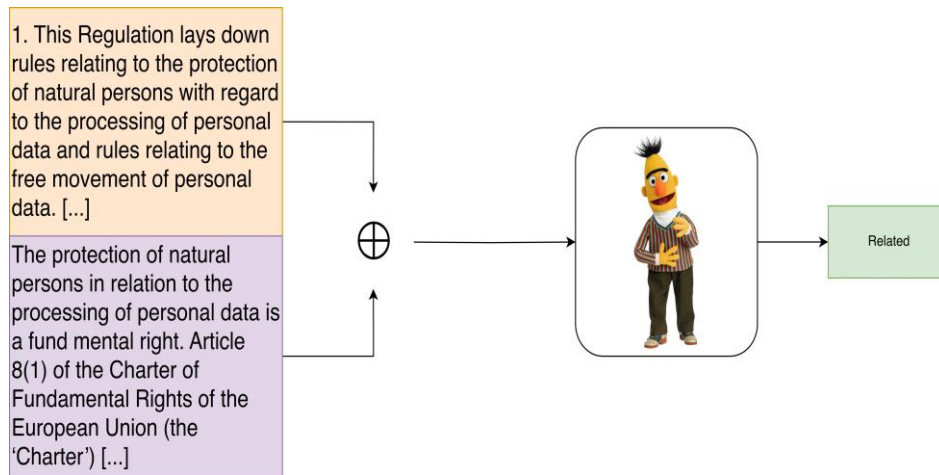 1. This Regulation lays down
rules relating to the protection
of natural persons with regard
to the processing of personal
data and rules relating to the
free movement of personal
data. [...]
The protection of natural
persons in relation to the
processing of personal data is
a fund mental right. Article
8(1) of the Charter of
Fundamental Rights of the
European Union (the
‘Charter’) [...]
Related